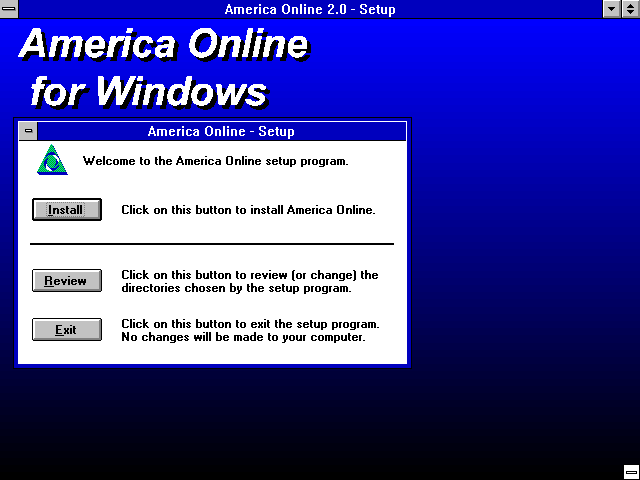 America Online 2.0 - Setup
America Online
for Windows
America Online - Setup
Welcome to the America Online setup program.
Install
Click on this button to install America Online.
Review
Click on this button to review (or change) the
directories chosen by the setup program.
Exit
Click on this button to exit the setup program.
No changes will be made to your computer.